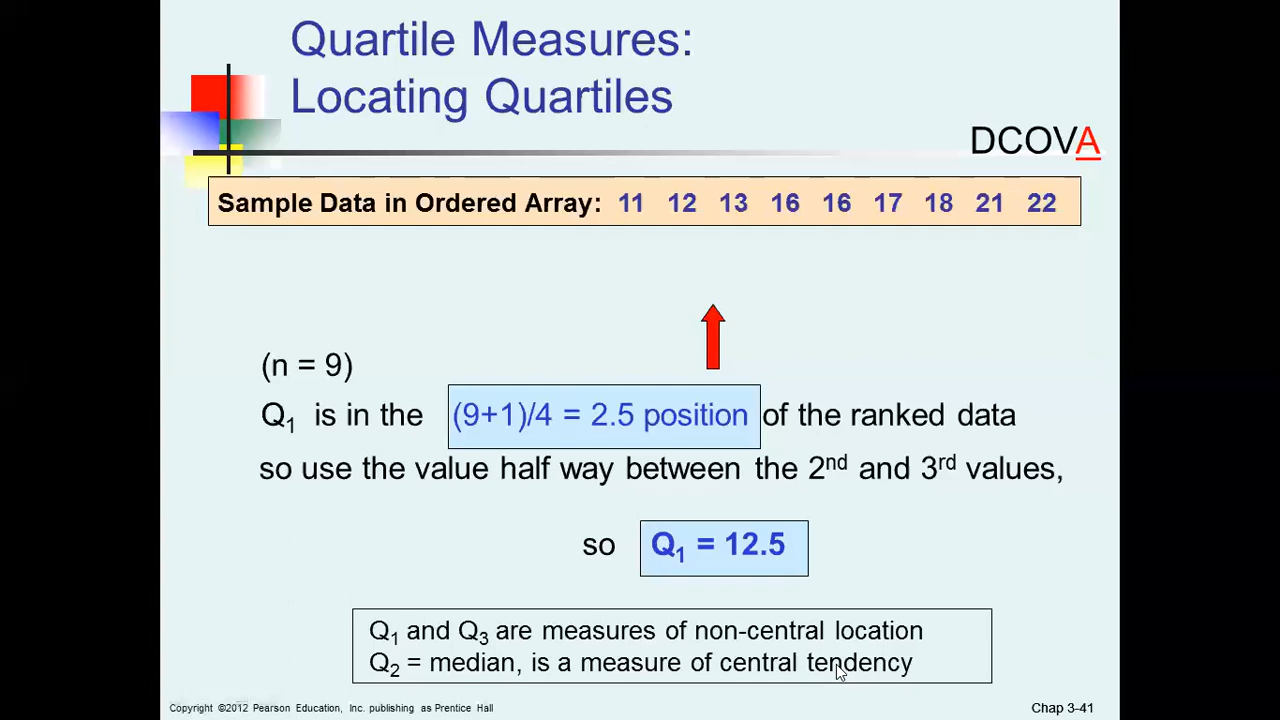 Quartile Measures:
Locating Quartiles
DCOVA
Sample Data in Ordered Array: 11 12 13 16 16 17 18 21 22
(n = 9)
Q1 is in the (9+1)/4 = 2.5 position of the ranked data
so use the value half way between the 2nd and 3rd values,
so Q1 = 12.5
Q1 and Q3 are measures of non-central location
Q2 = median, is a measure of central tendency
Copyright ©2012 Pearson Education, Inc. publishing as Prentice Hall
Chap 3-41